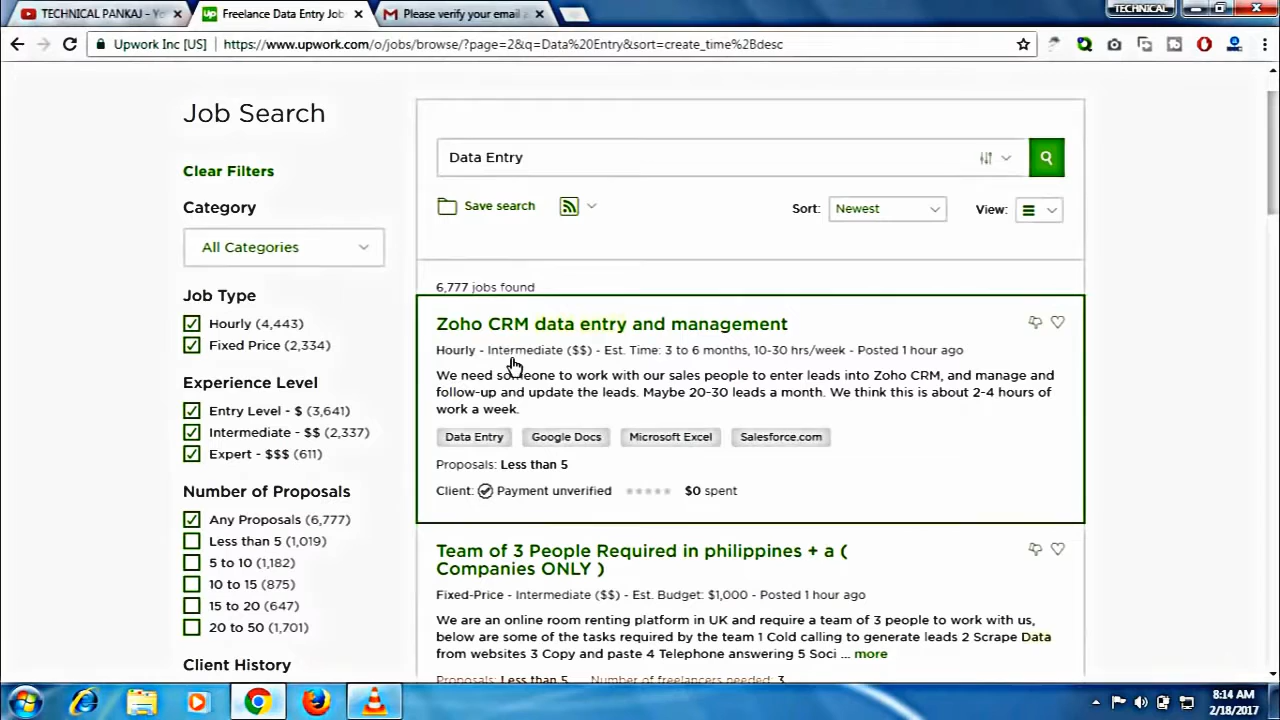 TECHNICAL PANKAJ - Yo
Freelance Data Entry Job
Please verify your email a
TECHNICAL
Upwork Inc [US]
https://www.upwork.com/o/jobs/browse/?page=2&q=Data%20Entry&sort=create_time%2Bdesc
Job Search
Clear Filters
Category
All Categories
Job Type
Hourly (4,443)
Fixed Price (2,334)
Experience Level
Entry Level - $ (3,641)
Intermediate - $$ (2,337)
Expert - $$$ (611)
Number of Proposals
Any Proposals (6,777)
Less than 5 (1,019)
5 to 10 (1,182)
10 to 15 (875)
15 to 20 (647)
20 to 50 (1,701)
Client History
Data Entry
Save search
Sort: Newest
View:
6,777 jobs found
Zoho CRM data entry and management
Hourly - Intermediate ($$) - Est. Time: 3 to 6 months, 10-30 hrs/week - Posted 1 hour ago
We need someone to work with our sales people to enter leads into Zoho CRM, and manage and
follow-up and update the leads. Maybe 20-30 leads a month. We think this is about 2-4 hours of
work a week.
Data Entry Google Docs Microsoft Excel Salesforce.com
Proposals: Less than 5
Client: Payment unverified $0 spent
Team of 3 People Required in philippines + a (
Companies ONLY )
Fixed-Price - Intermediate ($$) - Est. Budget: $1,000 - Posted 1 hour ago
We are an online room renting platform in UK and require a team of 3 people to work with us,
below are some of the tasks required by the team 1 Cold calling to generate leads 2 Scrape Data
from websites 3 Copy and paste 4 Telephone answering 5 Soci ... more
Proposals: Less than 5 Number of freelancers needed: 3
8:14 AM
2/18/2017